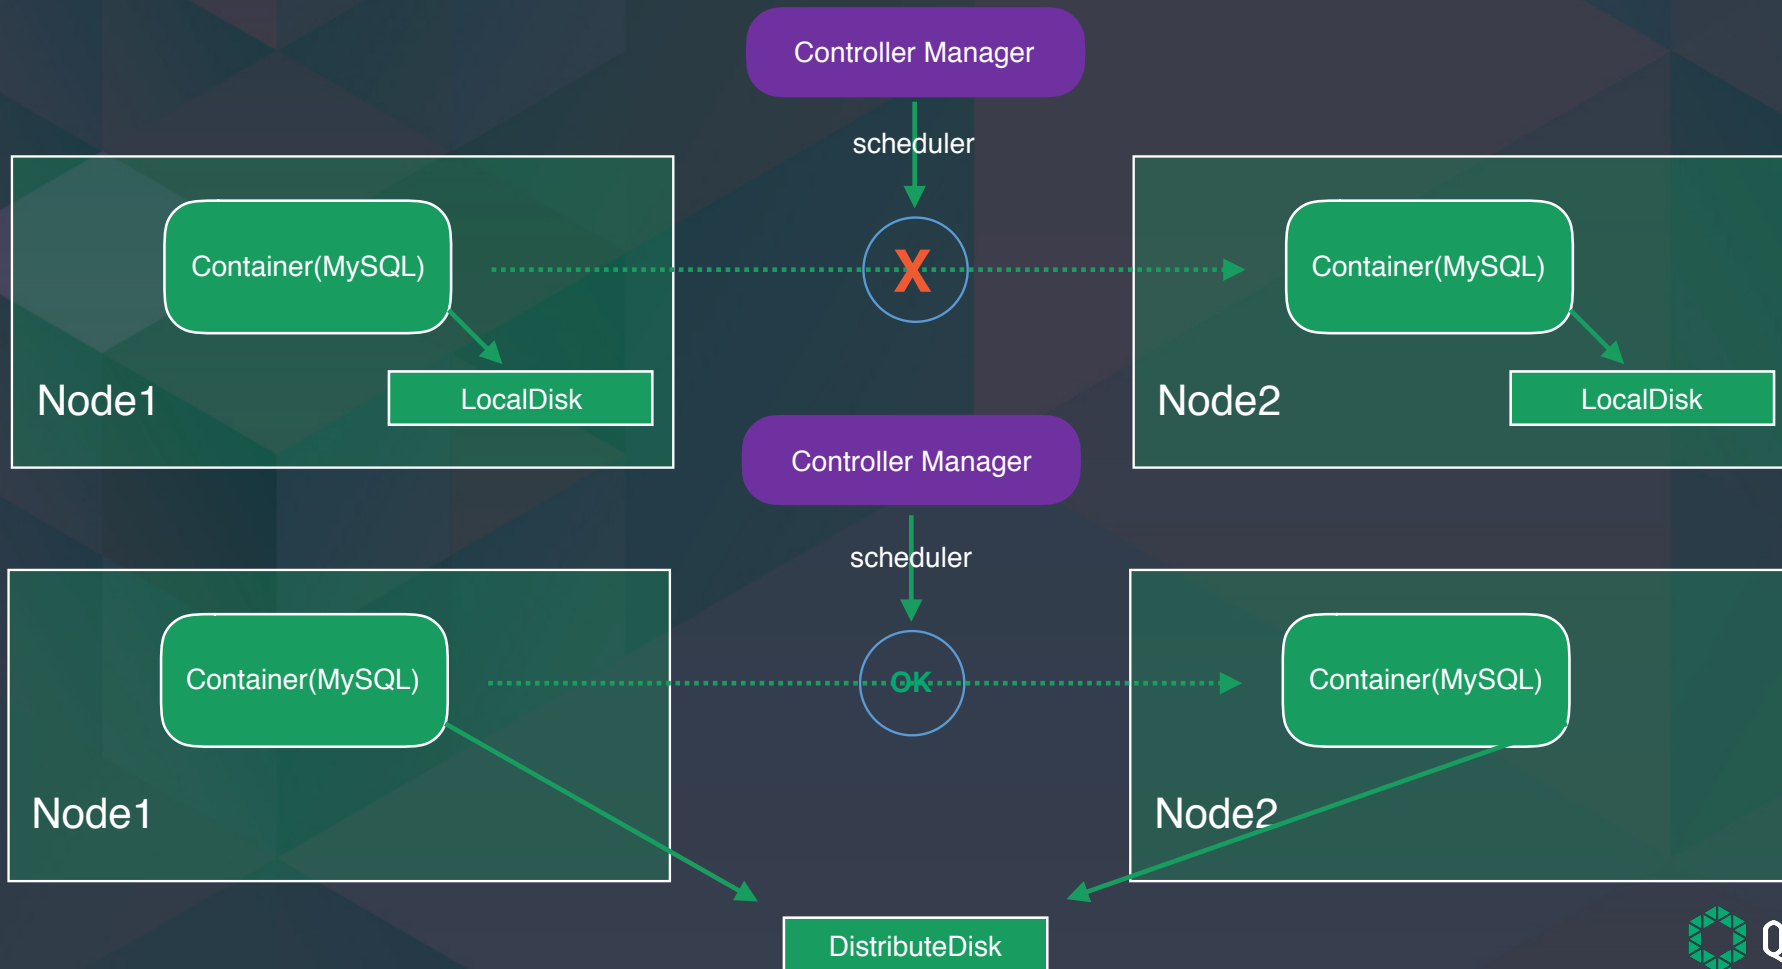 Controller Manager
scheduler
Container(MySQL)
X
Container(MySQL)
Node1
LocalDisk
Node2
LocalDisk
Controller Manager
scheduler
Container(MySQL)
OK
Container(MySQL)
Node1
Node2
DistributeDisk